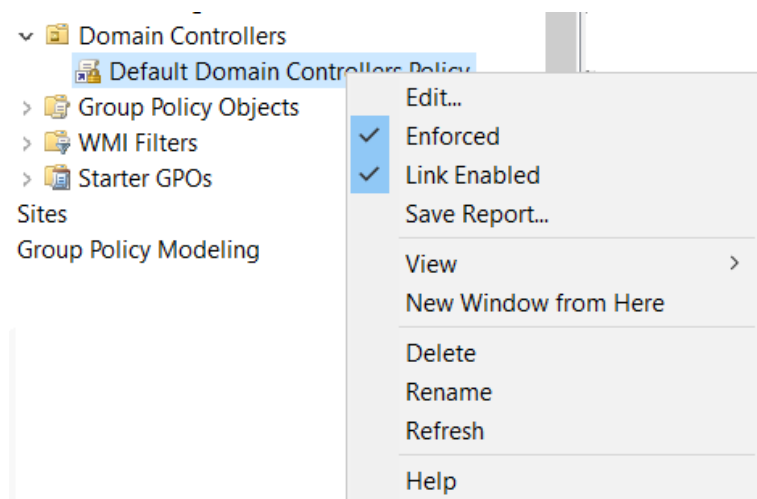 Domain Controllers
Default Domain Controllers Policy
Group Policy Objects
WMI Filters
Starter GPOs
Sites
Group Policy Modeling
Edit...
Enforced
Link Enabled
Save Report...
View
New Window from Here
Delete
Rename
Refresh
Help